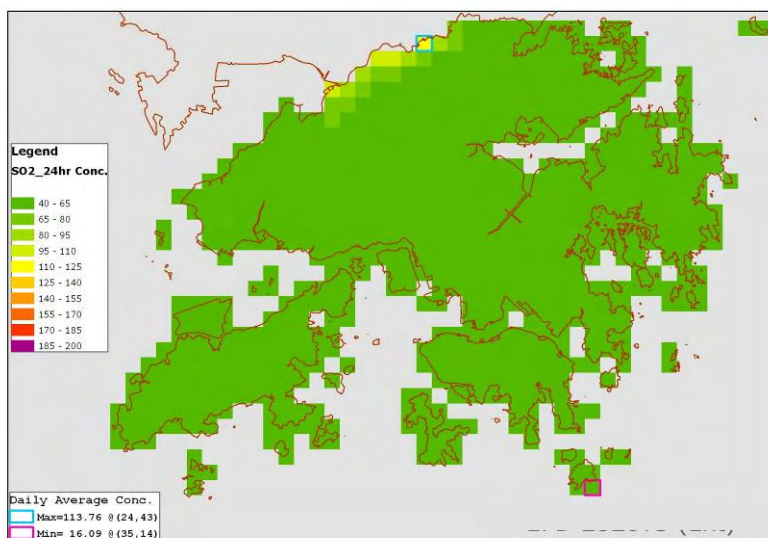 Legend
SO2_24hr Conc.
40 - 65
65 - 80
80 - 95
95 - 110
110 - 125
125 - 140
140 - 155
155 - 170
170 - 185
185 - 200
Daily Average Conc.
Max=113.76 @(24,43)
Min= 16.09 @(35,14)